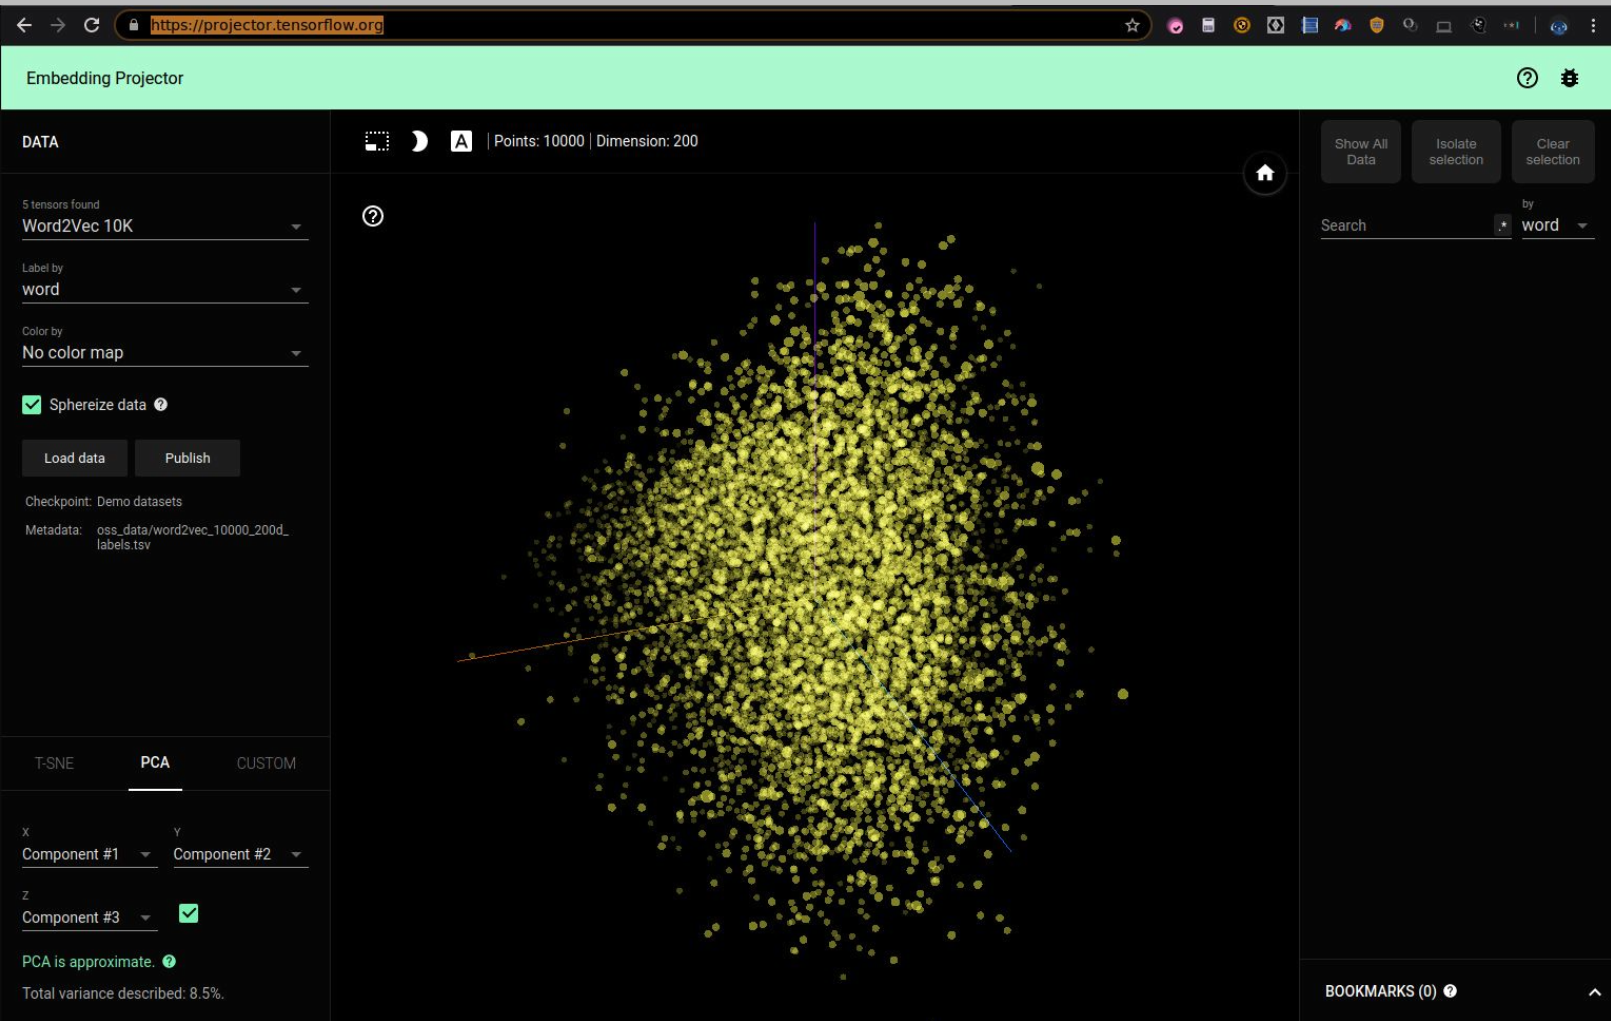 https://projector.tensorflow.org
Embedding Projector
DATA
A
Points: 10000
Dimension: 200
Show All
Data
Isolate
selection
Clear
selection
5 tensors found
Word2Vec 10K
Search
.*
by
word
Label by
word
Color by
No color map
Sphereize data
Load data
Publish
Checkpoint: Demo datasets
Metadata: oss_data/word2vec_10000_200d_
labels.tsv
T-SNE
PCA
CUSTOM
X
Component #1
Y
Component #2
Z
Component #3
PCA is approximate.
Total variance described: 8.5%.
BOOKMARKS (0)